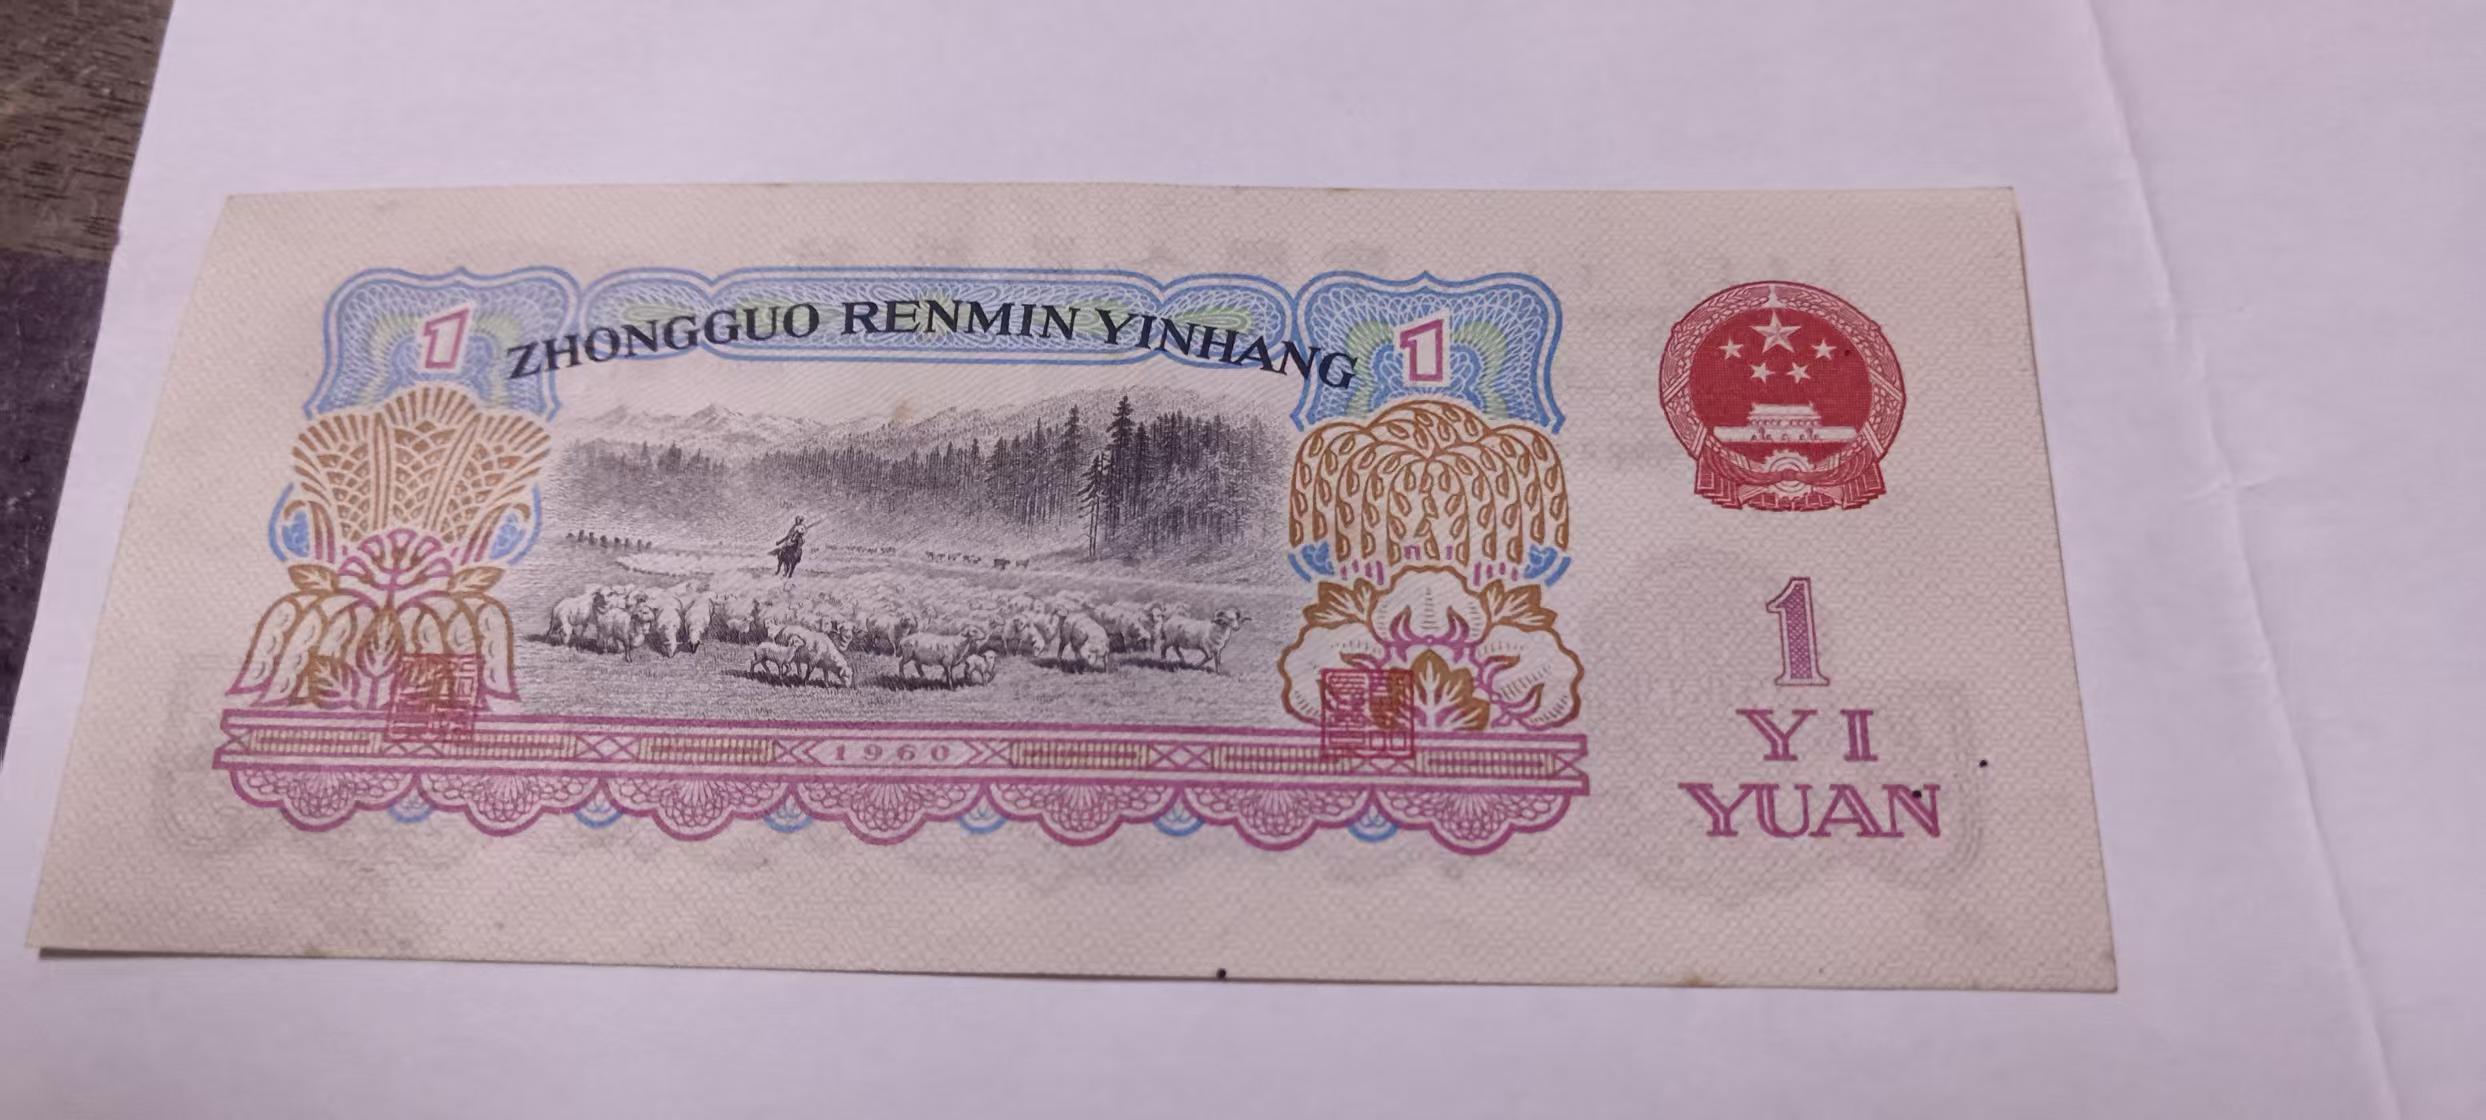 1
ZHONGGUO RENMIN YINHANG
1
1
YI
YUAN
1960